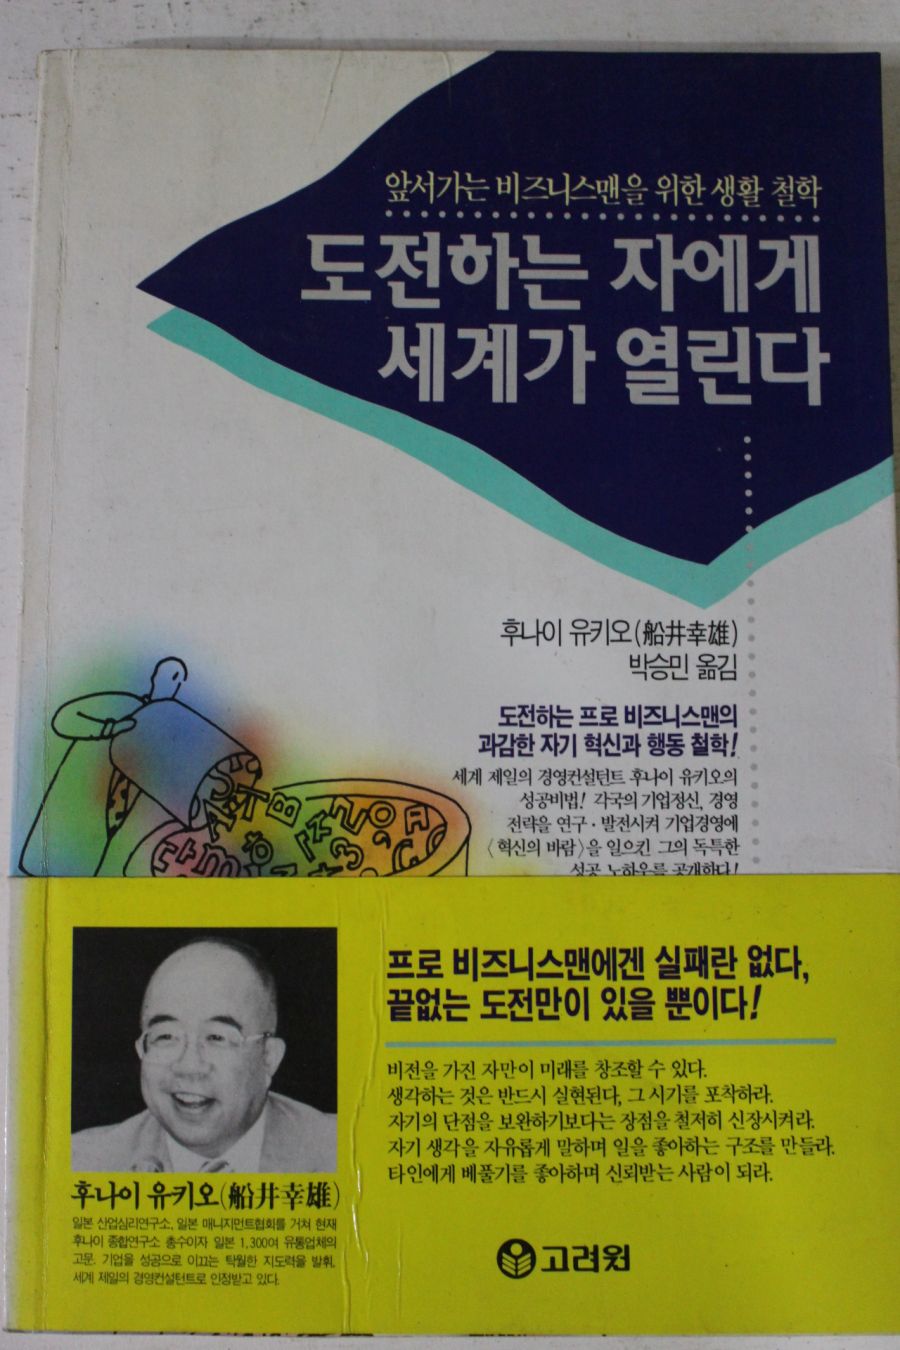 앞서가는 비즈니스맨을 위한 생활 철학
도전하는 자에게
세계가 열린다
후나이 유키오(船井幸雄)
박승민 옮김
도전하는 프로 비즈니스맨의
과감한 자기 혁신과 행동 철학!
세계 제일의 경영컨설턴트 후나이 유키오의
성공비법! 각국의 기업정신, 경영
전략을 연구·발전시켜 기업경영에
〈혁신의 바람〉을 일으킨 그의 독특한
성공 노하우를 공개한다!
프로 비즈니스맨에겐 실패란 없다,
끝없는 도전만이 있을 뿐이다!
비전을 가진 자만이 미래를 창조할 수 있다.
생각하는 것은 반드시 실현된다, 그 시기를 포착하라.
자기의 단점을 보완하기보다는 장점을 철저히 신장시켜라.
자기 생각을 자유롭게 말하며 일을 좋아하는 구조를 만들라.
타인에게 베풀기를 좋아하며 신뢰받는 사람이 되라.
후나이 유키오(船井幸雄)
일본 산업심리연구소, 일본 매니지먼트협회를 거쳐 현재
후나이 종합연구소 총수이자 일본 1,300여 유통업체의
고문. 기업을 성공으로 이끄는 탁월한 지도력을 발휘,
세계 제일의 경영컨설턴트로 인정받고 있다.
고려원